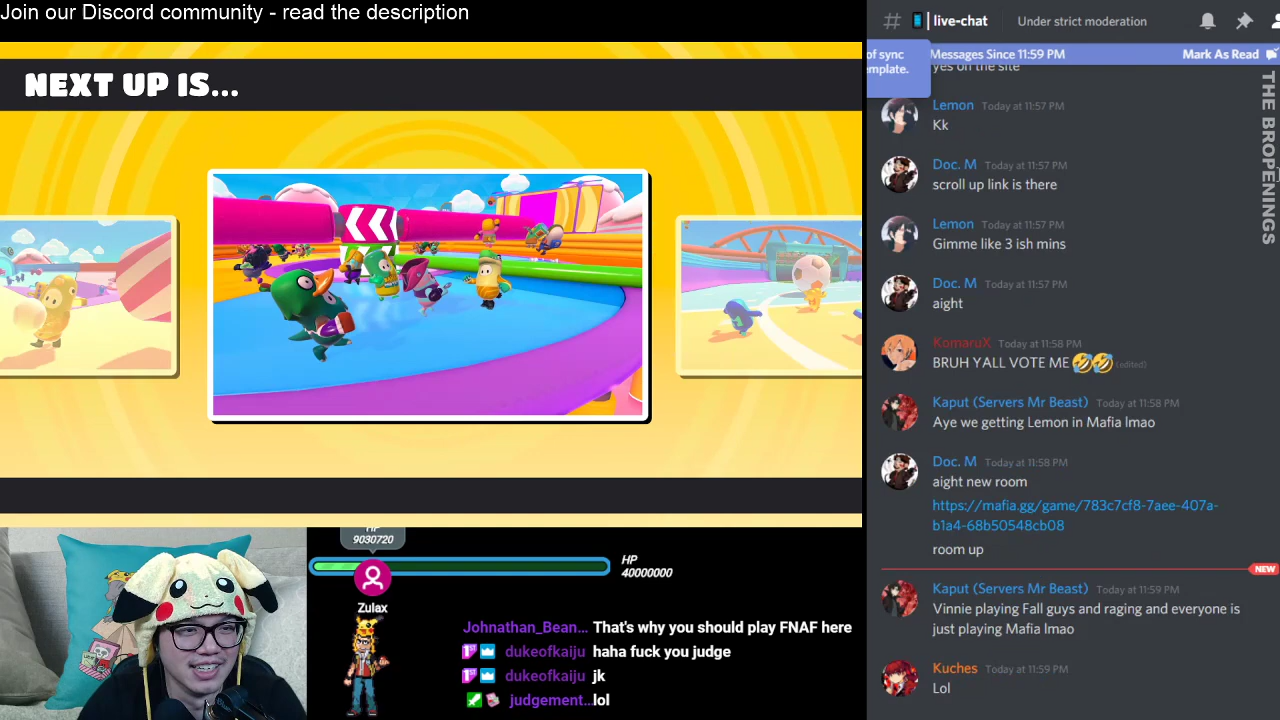 Join our Discord community - read the description
NEXT UP IS...
# | live-chat Under strict moderation
of sync
emplate.
Messages Since 11:59 PM Mark As Read
yes on the site
Lemon Today at 11:57 PM
Kk
Doc. M Today at 11:57 PM
scroll up link is there
Lemon Today at 11:57 PM
Gimme like 3 ish mins
Doc. M Today at 11:57 PM
aight
KomaruX Today at 11:58 PM
BRUH YALL VOTE ME 🤣🤣 (edited)
Kaput (Servers Mr Beast) Today at 11:58 PM
Aye we getting Lemon in Mafia lmao
Doc. M Today at 11:58 PM
aight new room
https://mafia.gg/game/783c7cf8-7aee-407a-
b1a4-68b50548cb08
room up
NEW
Kaput (Servers Mr Beast) Today at 11:59 PM
Vinnie playing Fall guys and raging and everyone is
just playing Mafia lmao
Kuches Today at 11:59 PM
Lol
THE BROPENINGS
HP
9030720
HP
40000000
Zulax
Johnathan_Bean... That's why you should play FNAF here
dukeofkaiju haha fuck you judge
dukeofkaiju jk
judgement... lol